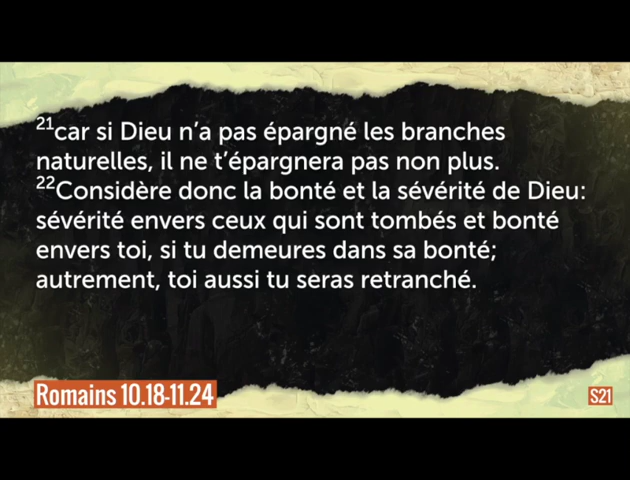 21car si Dieu n’a pas épargné les branches
naturelles, il ne t’épargnera pas non plus.
22Considère donc la bonté et la sévérité de Dieu:
sévérité envers ceux qui sont tombés et bonté
envers toi, si tu demeures dans sa bonté;
autrement, toi aussi tu seras retranché.
Romains 10.18-11.24
S21